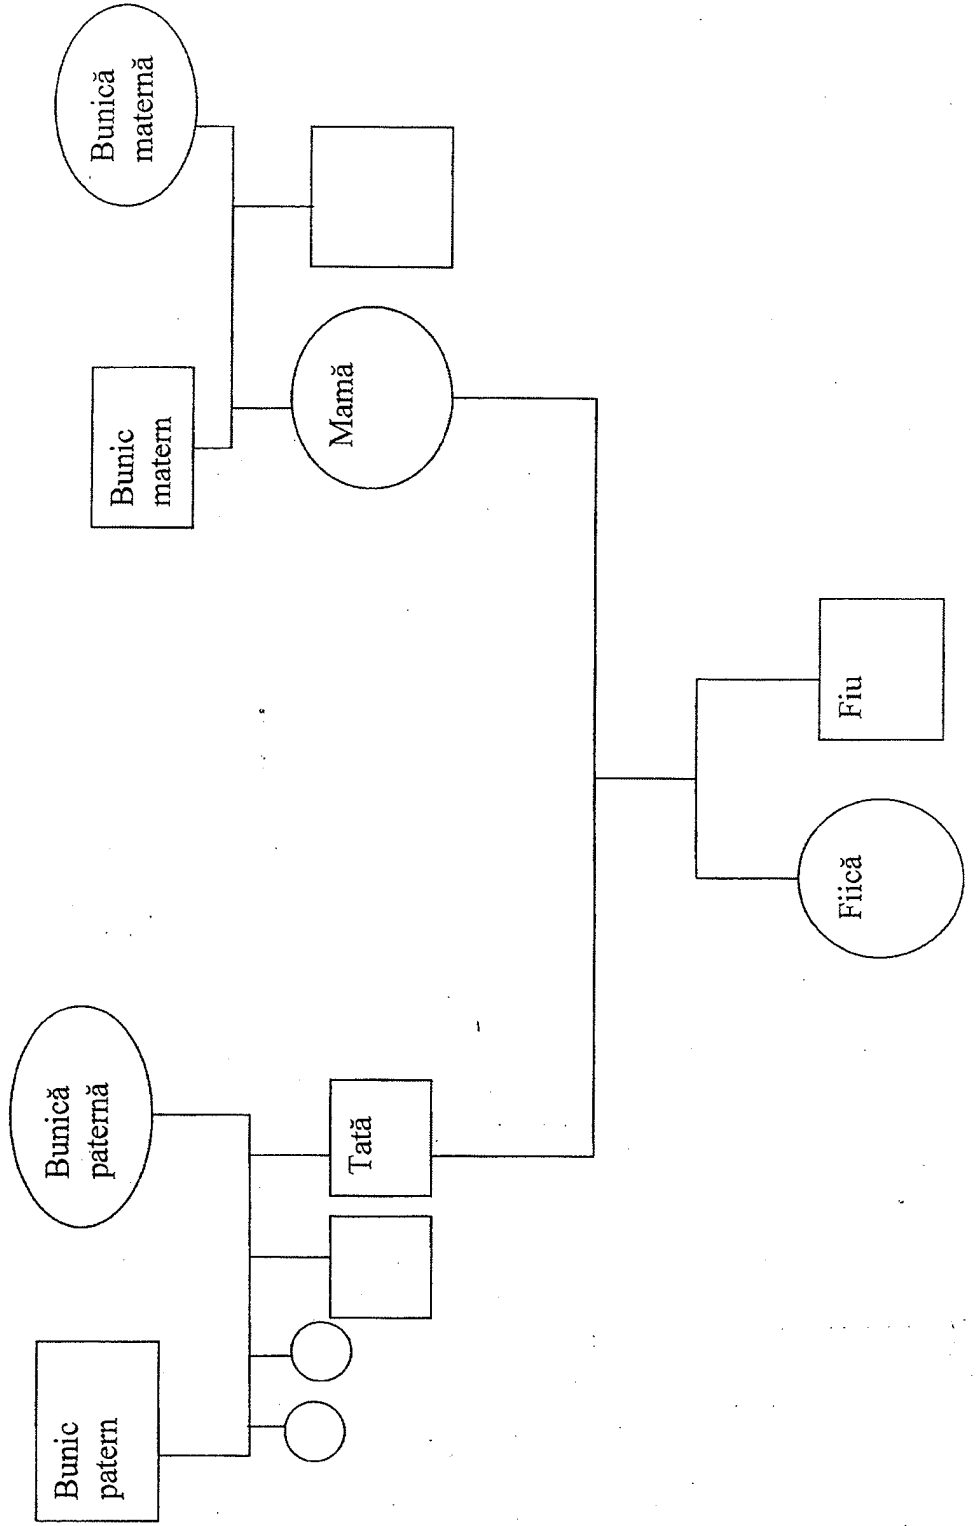 Bunic
patern
Bunică
paternă
Bunic
matern
Bunică
maternă
Tată
Mamă
Fiică
Fiu